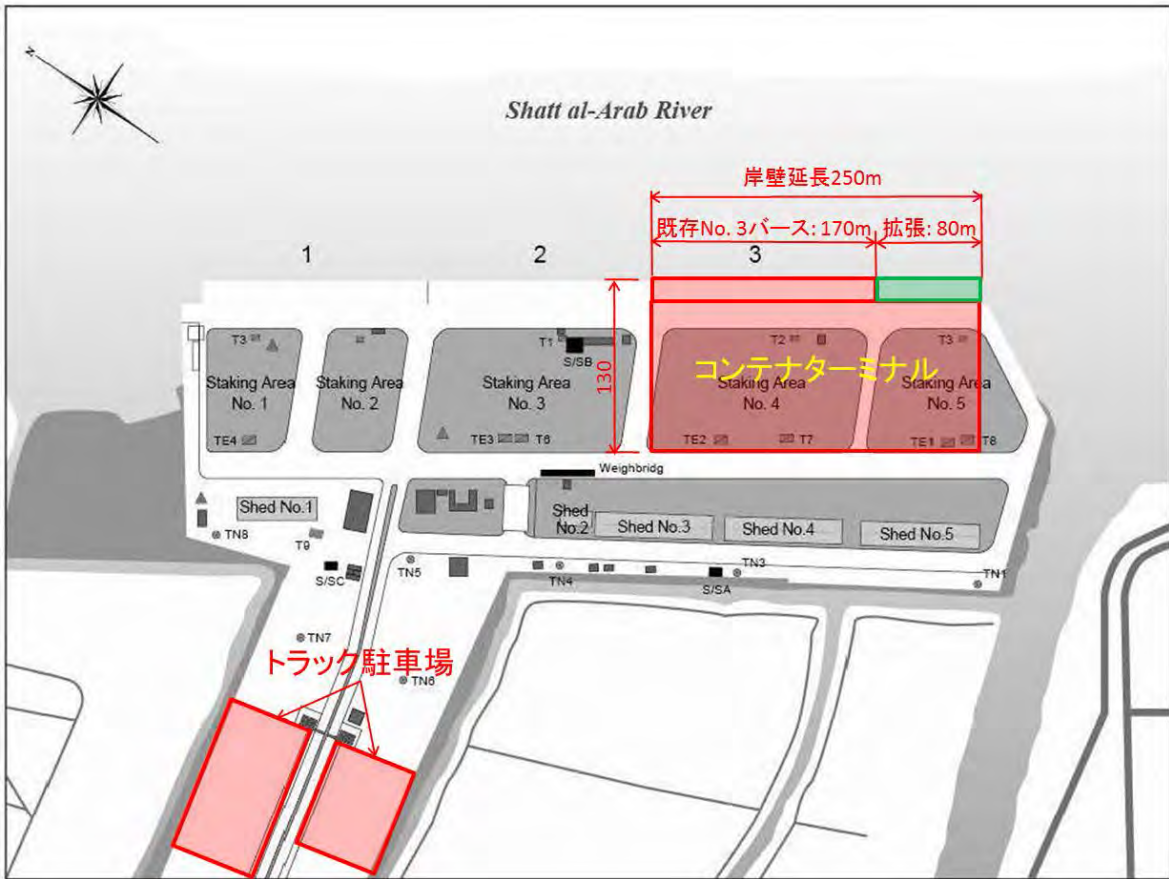 N
Shatt al-Arab River
岸壁延長250m
既存No. 3バース: 170m
拡張: 80m
1
2
3
130
T3
T1
S/SB
T2
T3
コンテナターミナル
Staking Area
No. 1
Staking Area
No. 2
Staking Area
No. 3
Staking Area
No. 4
Staking Area
No. 5
TE4
TE3
T6
TE2
T7
TE1
T8
Weighbridg
Shed No.1
Shed
No.2
Shed No.3
Shed No.4
Shed No.5
TN8
T9
S/SC
TN5
TN4
S/SA
TN3
TN1
TN7
トラック駐車場
TN6